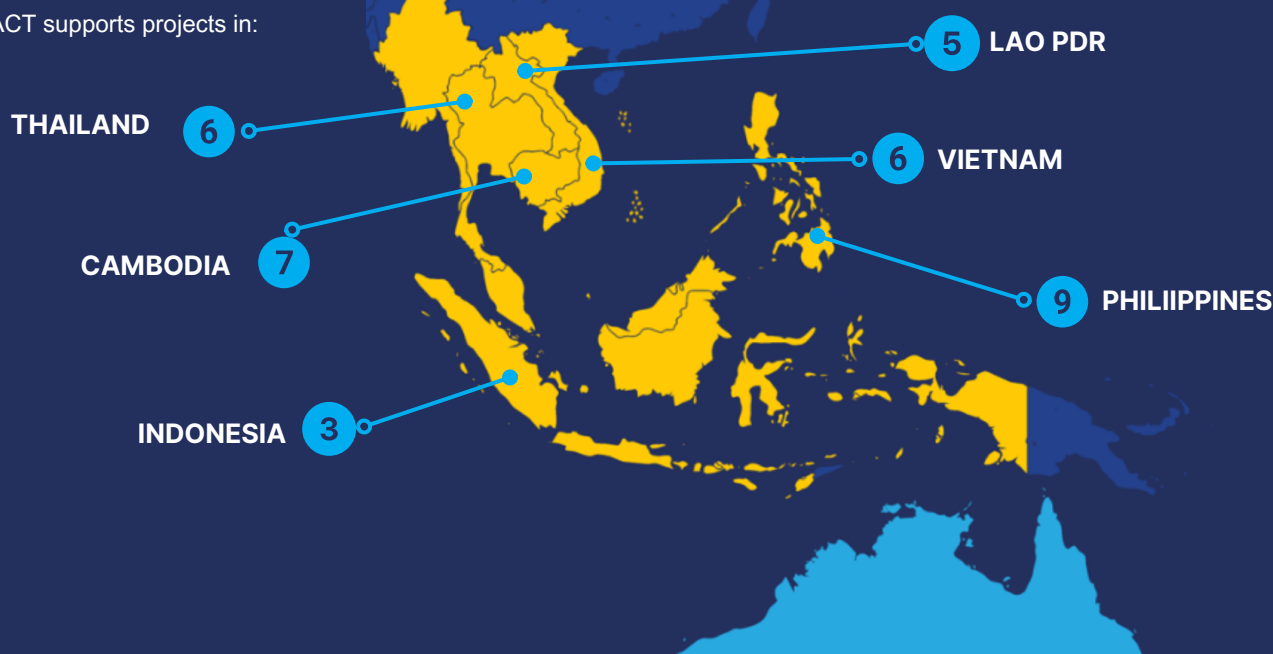 ACT supports projects in:
5 LAO PDR
THAILAND 6
6 VIETNAM
CAMBODIA 7
9 PHILIIPPINES
INDONESIA 3